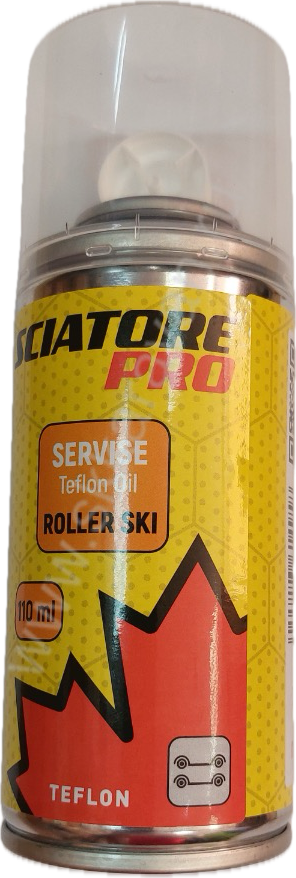 SCIATORE
PRO
SERVISE
Teflon Oil
ROLLER SKI
110 ml
TEFLON